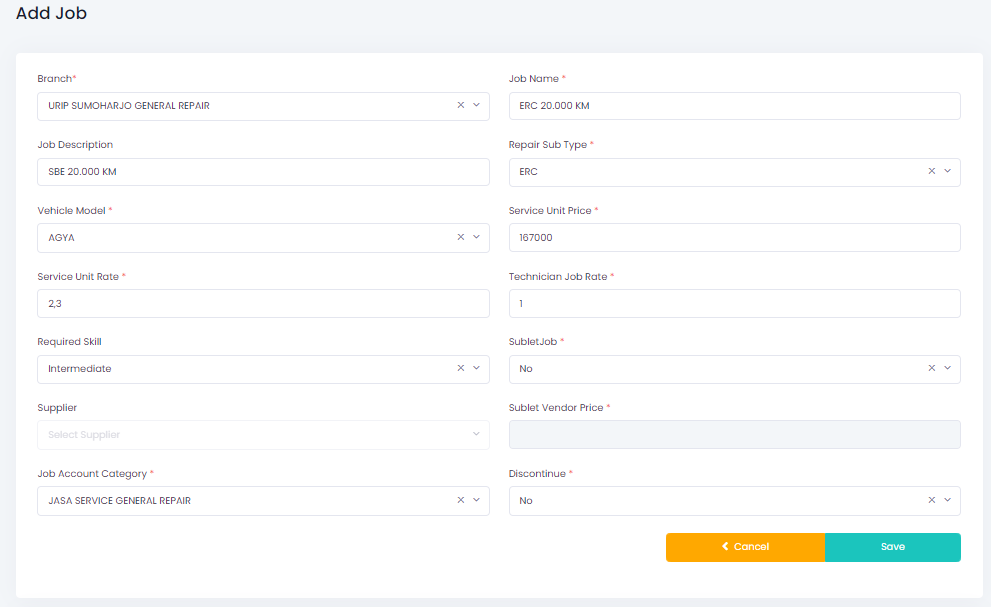 Add Job
Branch*
Job Name *
URIP SUMOHARJO GENERAL REPAIR
ERC 20.000 KM
Job Description
Repair Sub Type *
SBE 20.000 KM
ERC
Vehicle Model *
Service Unit Price *
AGYA
167000
Service Unit Rate *
Technician Job Rate *
2,3
1
Required Skill
SubletJob *
Intermediate
No
Supplier
Sublet Vendor Price *
Select Supplier
Job Account Category *
Discontinue *
JASA SERVICE GENERAL REPAIR
No
Cancel
Save